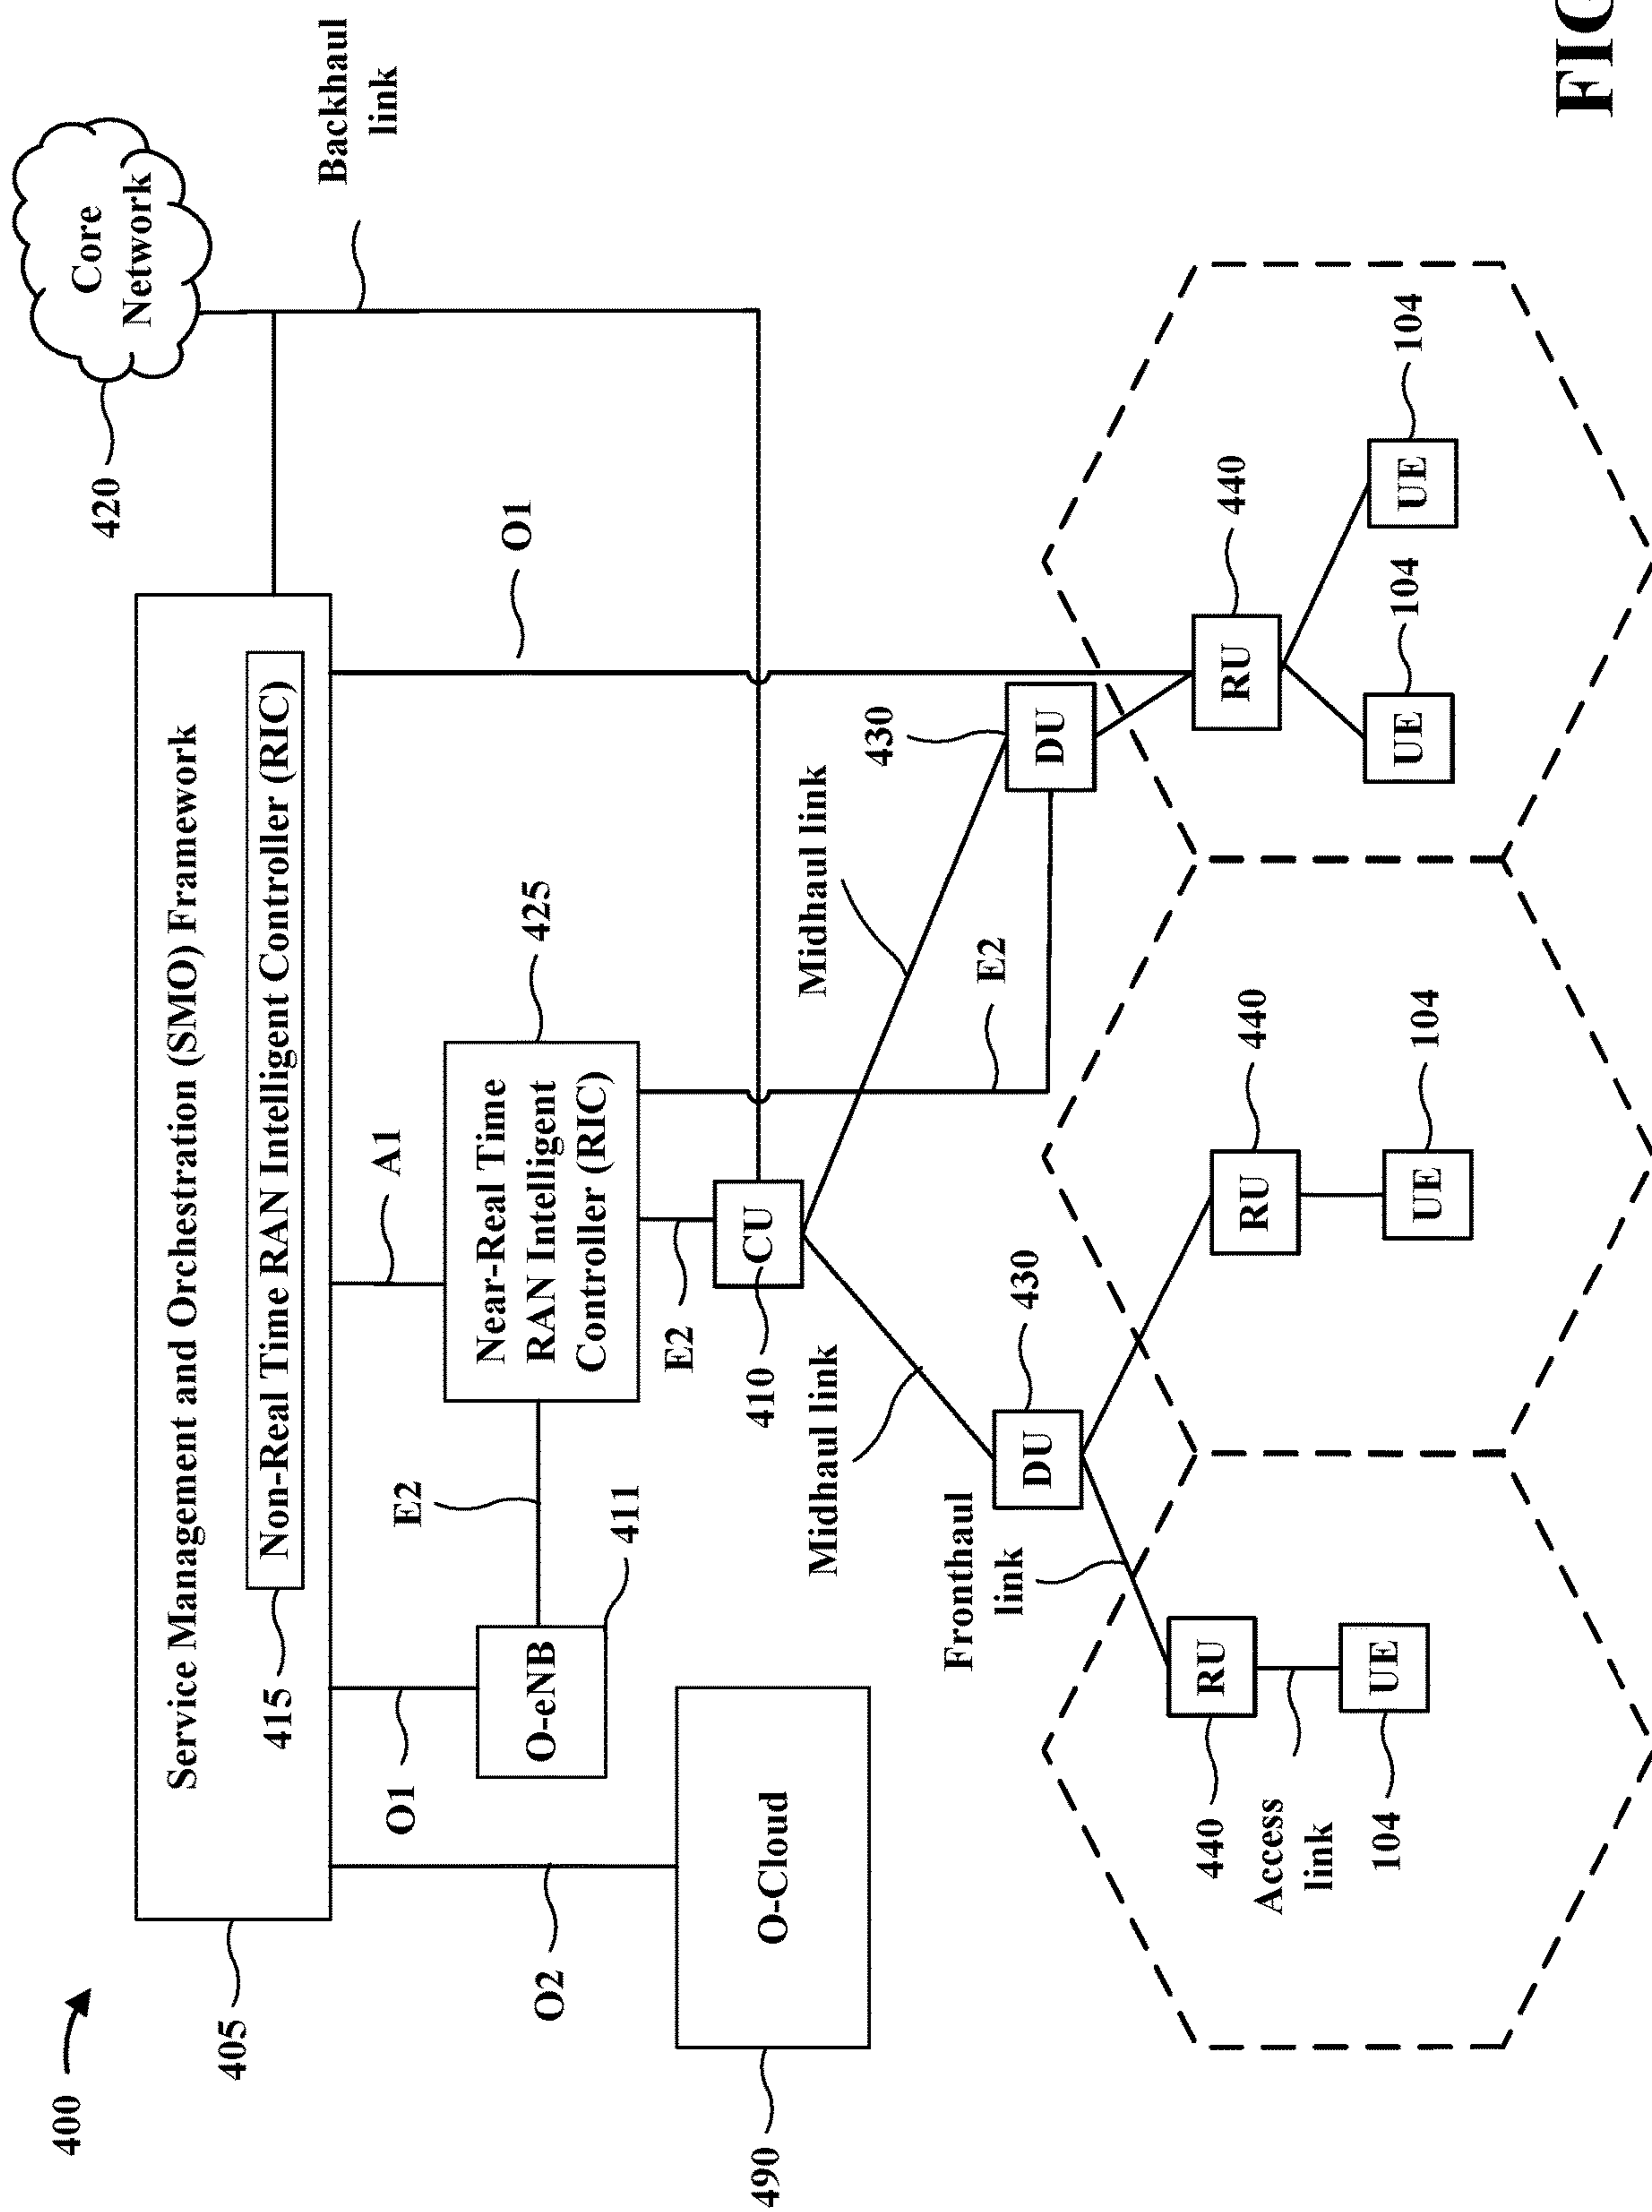 400
405
Service Management and Orchestration (SMO) Framework
415
Non-Real Time RAN Intelligent Controller (RIC)
Core
Network
420
Backhaul
link
O1
A1
O2
O1
E2
O-eNB
411
Near-Real Time
RAN Intelligent
Controller (RIC)
425
E2
490
O-Cloud
410
CU
Midhaul link
Midhaul link
E2
430
DU
430
DU
Fronthaul
link
440
RU
Access
link
104
UE
RU
440
UE
104
RU
440
UE
104
UE
104